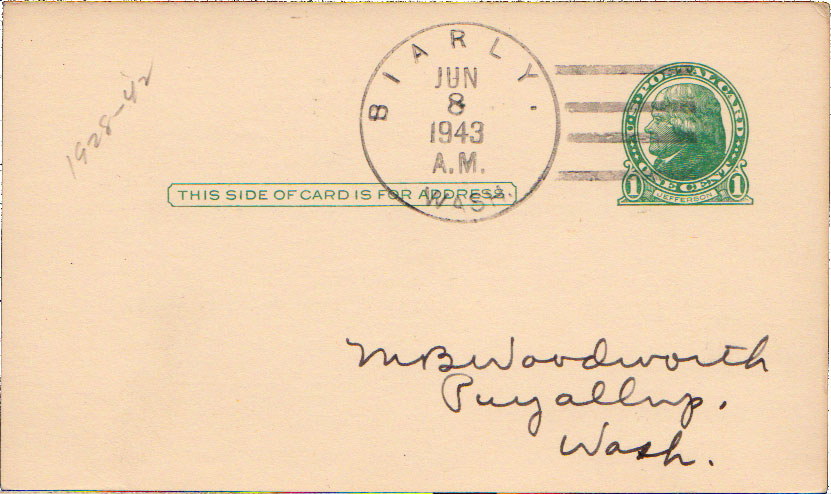 1928-42
BIARLY.
JUN
8
1943
A.M.
WASH.
U.S. POSTAL CARD
ONE CENT
1 1
JEFFERSON
THIS SIDE OF CARD IS FOR ADDRESS
M B Woodworth
Puyallup.
Wash.